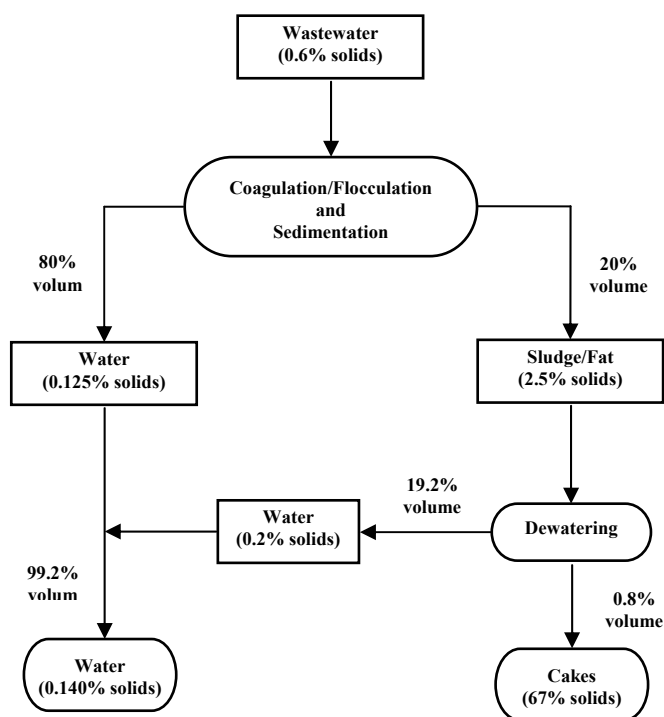 Wastewater
(0.6% solids)
Coagulation/Flocculation
and
Sedimentation
80%
volum
20%
volume
Water
(0.125% solids)
Sludge/Fat
(2.5% solids)
19.2%
volume
Water
(0.2% solids)
Dewatering
99.2%
volum
0.8%
volume
Water
(0.140% solids)
Cakes
(67% solids)